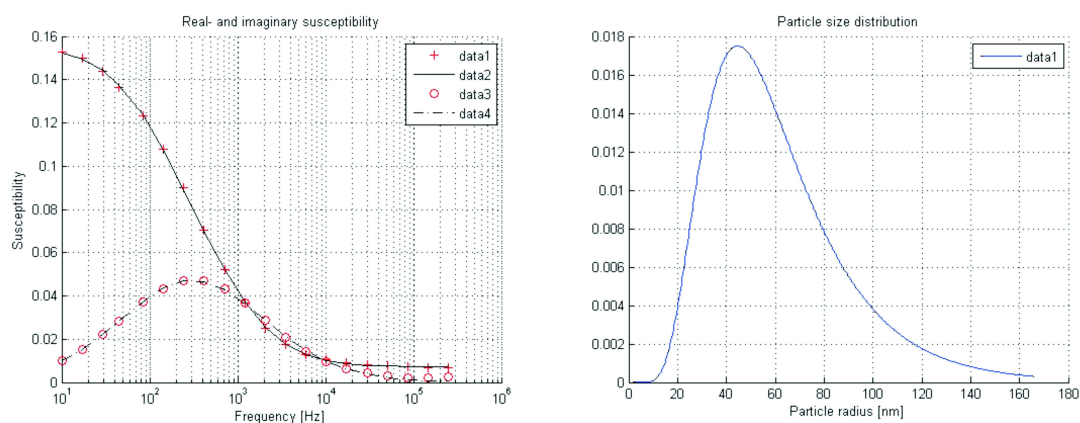 Real- and imaginary susceptibility
0.16
0.14
0.12
0.1
0.08
0.06
0.04
0.02
0
Susceptibility
data1
data2
data3
data4
10^1 10^2 10^3 10^4 10^5 10^6
Frequency [Hz]
Particle size distribution
0.018
0.016
0.014
0.012
0.01
0.008
0.006
0.004
0.002
0
data1
0 20 40 60 80 100 120 140 160 180
Particle radius [nm]